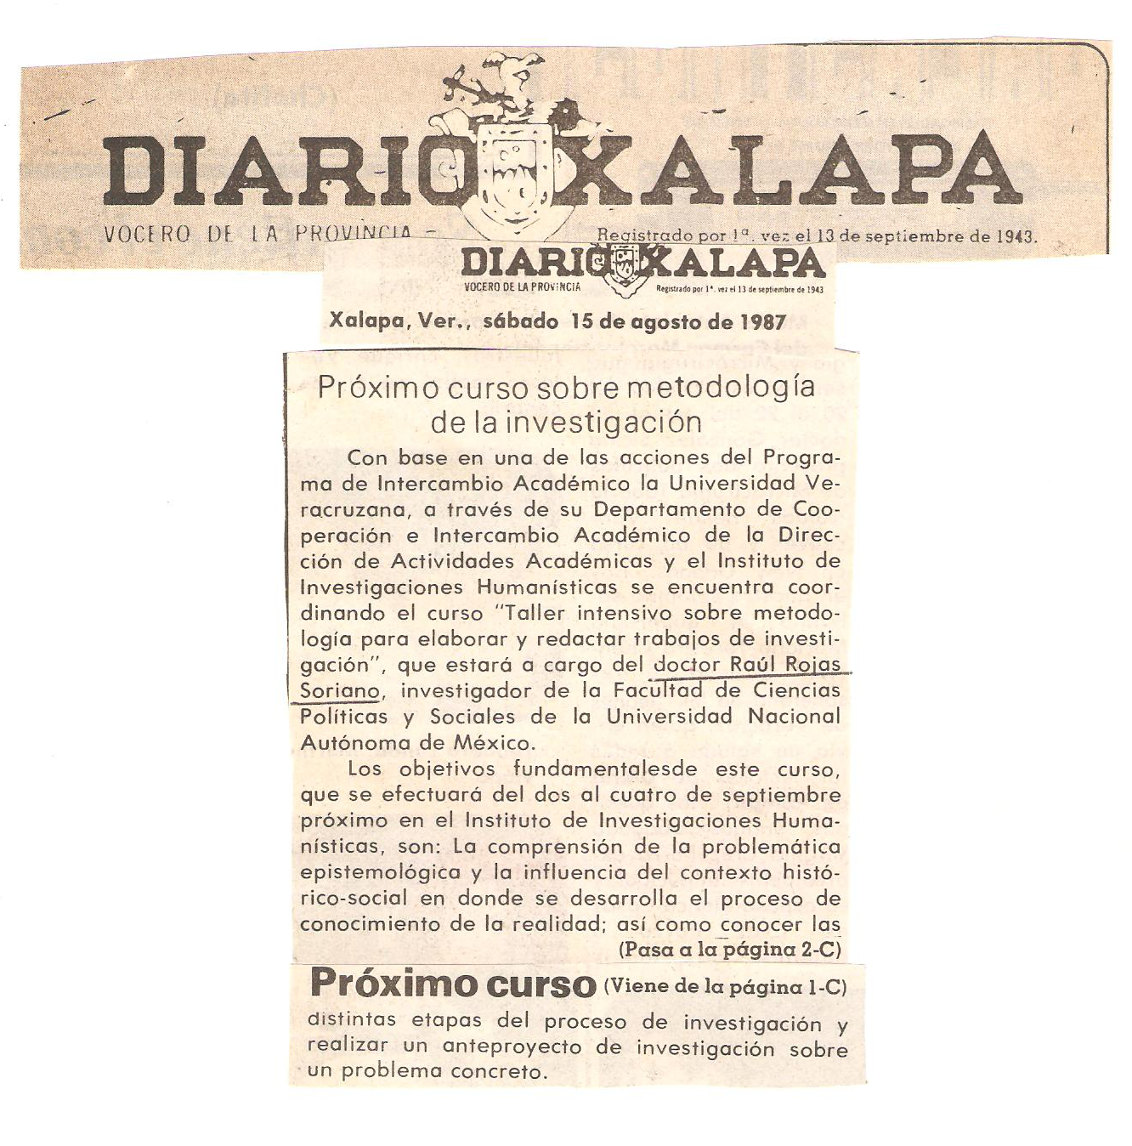 DIARIO XALAPA
VOCERO DE LA PROVINCIA -
Registrado por 1ª. vez el 13 de septiembre de 1943.
DIARIO XALAPA
VOCERO DE LA PROVINCIA
Registrado por 1ª. vez el 13 de septiembre de 1943
Xalapa, Ver., sábado 15 de agosto de 1987
Próximo curso sobre metodología
de la investigación
Con base en una de las acciones del Progra-
ma de Intercambio Académico la Universidad Ve-
racruzana, a través de su Departamento de Coo-
peración e Intercambio Académico de la Direc-
ción de Actividades Académicas y el Instituto de
Investigaciones Humanísticas se encuentra coor-
dinando el curso "Taller intensivo sobre metodo-
logía para elaborar y redactar trabajos de investi-
gación", que estará a cargo del doctor Raúl Rojas
Soriano, investigador de la Facultad de Ciencias
Políticas y Sociales de la Universidad Nacional
Autónoma de México.
Los objetivos fundamentalesde este curso,
que se efectuará del dos al cuatro de septiembre
próximo en el Instituto de Investigaciones Huma-
nísticas, son: La comprensión de la problemática
epistemológica y la influencia del contexto histó-
rico-social en donde se desarrolla el proceso de
conocimiento de la realidad; así como conocer las
(Pasa a la página 2-C)
Próximo curso (Viene de la página 1-C)
distintas etapas del proceso de investigación y
realizar un anteproyecto de investigación sobre
un problema concreto.